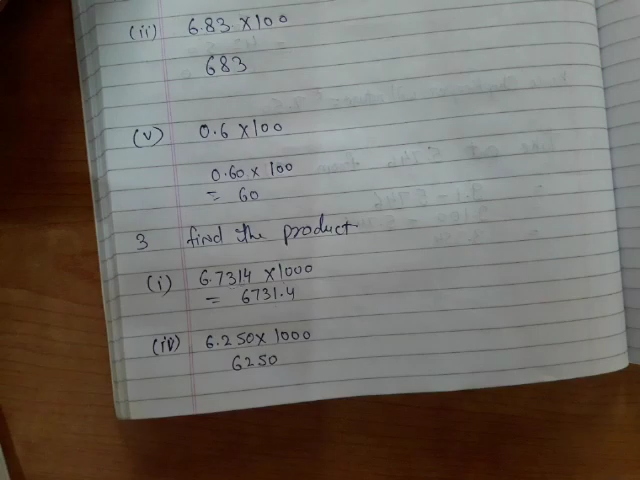 (ii) 6.83 × 100
683
(v) 0.6 × 100
0.60 × 100
= 60
3 find the product
(i) 6.7314 × 1000
= 6731.4
(iv) 6.250 × 1000
6250